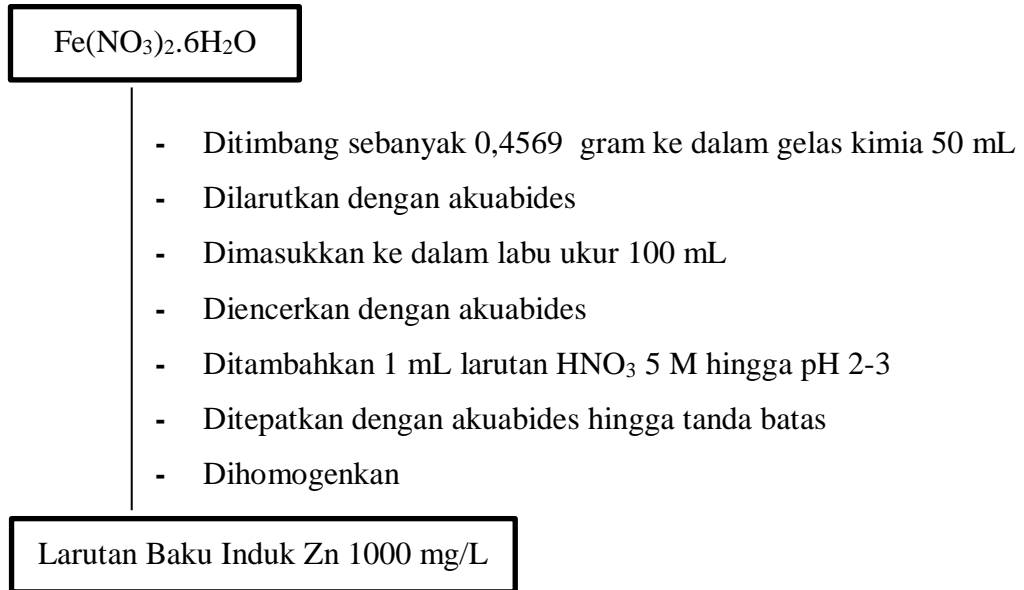 Fe(NO₃)₂.6H₂O
- Ditimbang sebanyak 0,4569 gram ke dalam gelas kimia 50 mL
- Dilarutkan dengan akuabides
- Dimasukkan ke dalam labu ukur 100 mL
- Diencerkan dengan akuabides
- Ditambahkan 1 mL larutan HNO₃ 5 M hingga pH 2-3
- Ditepatkan dengan akuabides hingga tanda batas
- Dihomogenkan
Larutan Baku Induk Zn 1000 mg/L